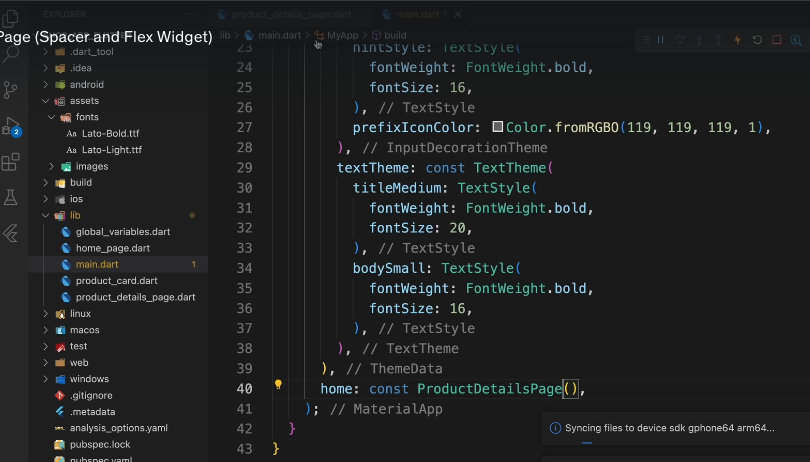 EXPLORER
product_details_page.dart
main.dart 1
Page (Spacer and Flex Widget)
lib > main.dart > MyApp > build
.dart_tool
.idea
android
assets
fonts
Lato-Bold.ttf
Lato-Light.ttf
images
build
ios
lib
global_variables.dart
home_page.dart
main.dart 1
product_card.dart
product_details_page.dart
linux
macos
test
web
windows
.gitignore
.metadata
analysis_options.yaml
pubspec.lock
pubspec.yaml
2
23 hintStyle: TextStyle(
24 fontWeight: FontWeight.bold,
25 fontSize: 16,
26 ), // TextStyle
27 prefixIconColor: Color.fromRGBO(119, 119, 119, 1),
28 ), // InputDecorationTheme
29 textTheme: const TextTheme(
30 titleMedium: TextStyle(
31 fontWeight: FontWeight.bold,
32 fontSize: 20,
33 ), // TextStyle
34 bodySmall: TextStyle(
35 fontWeight: FontWeight.bold,
36 fontSize: 16,
37 ), // TextStyle
38 ), // TextTheme
39 ), // ThemeData
40 home: const ProductDetailsPage(),
41 ); // MaterialApp
42 }
43 }
Syncing files to device sdk gphone64 arm64...